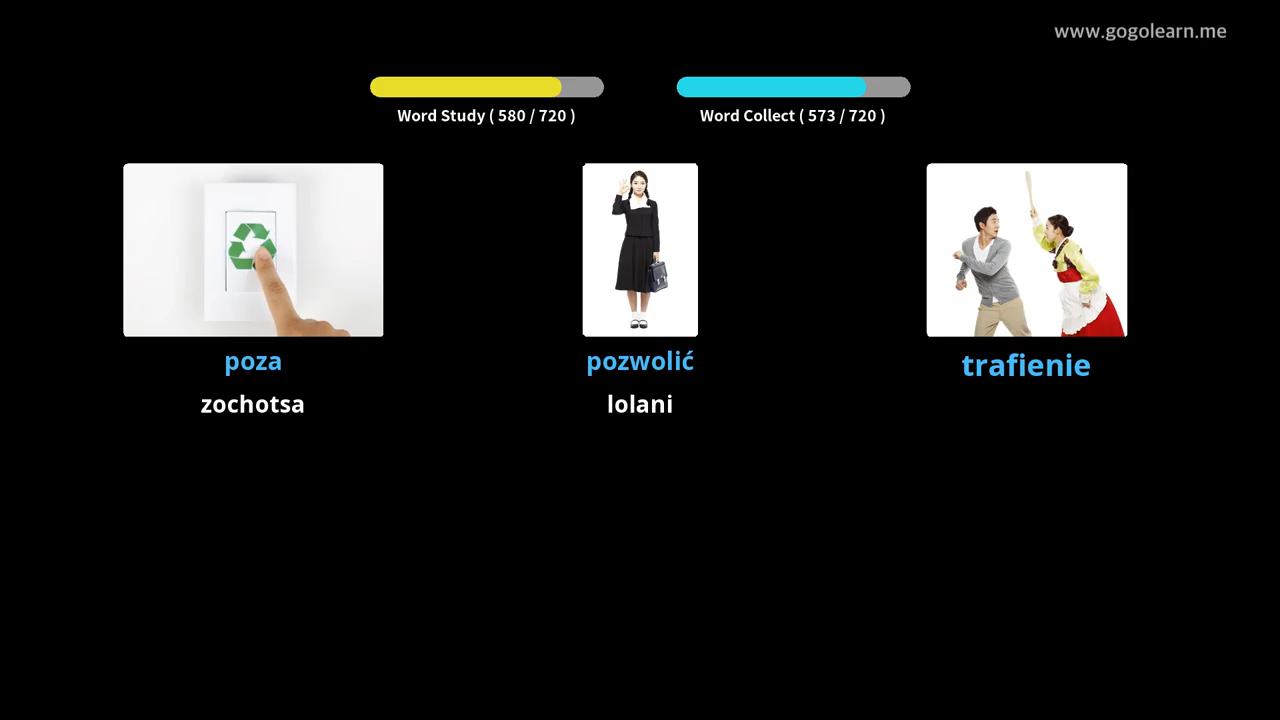 www.gogolearn.me
Word Study ( 580 / 720 )
Word Collect ( 573 / 720 )
poza
pozwolić
trafienie
zochotsa
lolani